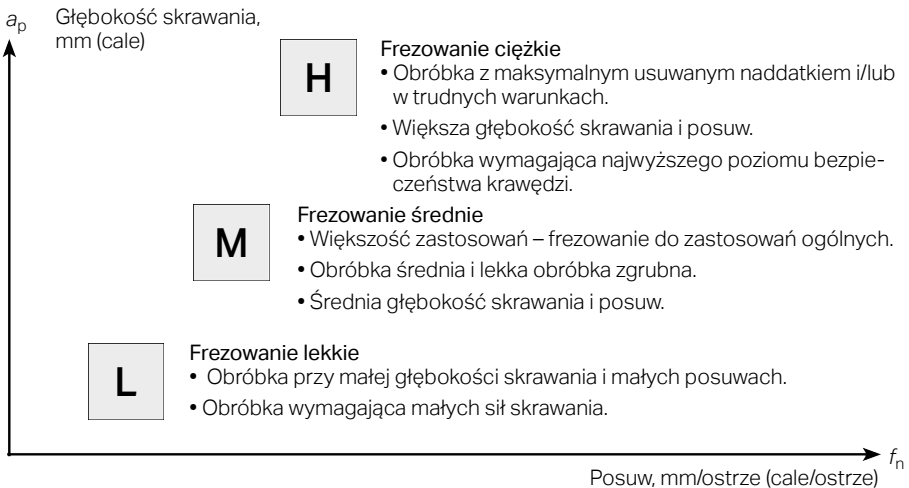 aₚ Głębokość skrawania,
mm (cale)
H
Frezowanie ciężkie
• Obróbka z maksymalnym usuwanym naddatkiem i/lub
w trudnych warunkach.
• Większa głębokość skrawania i posuw.
• Obróbka wymagająca najwyższego poziomu bezpie-
czeństwa krawędzi.
M
Frezowanie średnie
• Większość zastosowań – frezowanie do zastosowań ogólnych.
• Obróbka średnia i lekka obróbka zgrubna.
• Średnia głębokość skrawania i posuw.
L
Frezowanie lekkie
• Obróbka przy małej głębokości skrawania i małych posuwach.
• Obróbka wymagająca małych sił skrawania.
fₙ
Posuw, mm/ostrze (cale/ostrze)